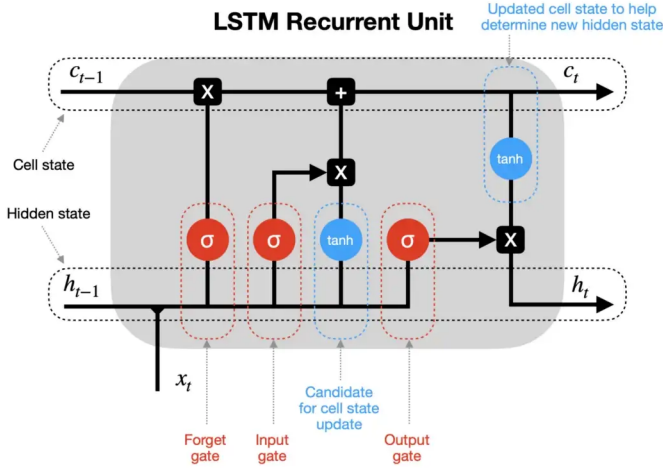 LSTM Recurrent Unit
Updated cell state to help
determine new hidden state
c_{t-1}
X
+
c_t
Cell state
X
tanh
Hidden state
σ
σ
tanh
σ
X
h_{t-1}
h_t
x_t
Candidate
for cell state
update
Forget
gate
Input
gate
Output
gate